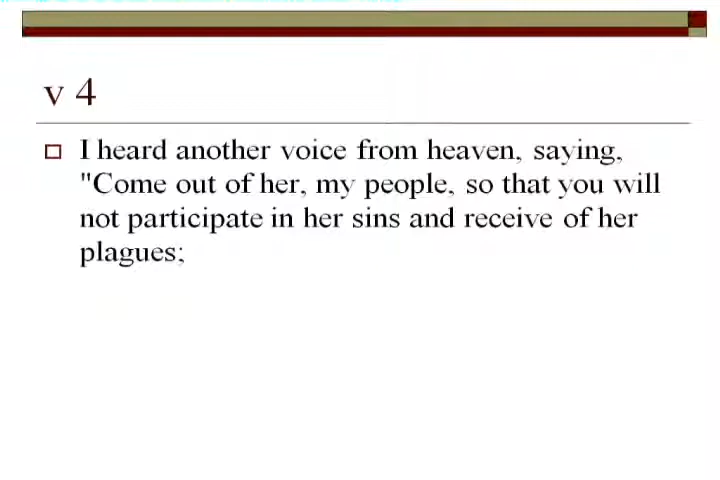 v 4
I heard another voice from heaven, saying,
"Come out of her, my people, so that you will
not participate in her sins and receive of her
plagues;